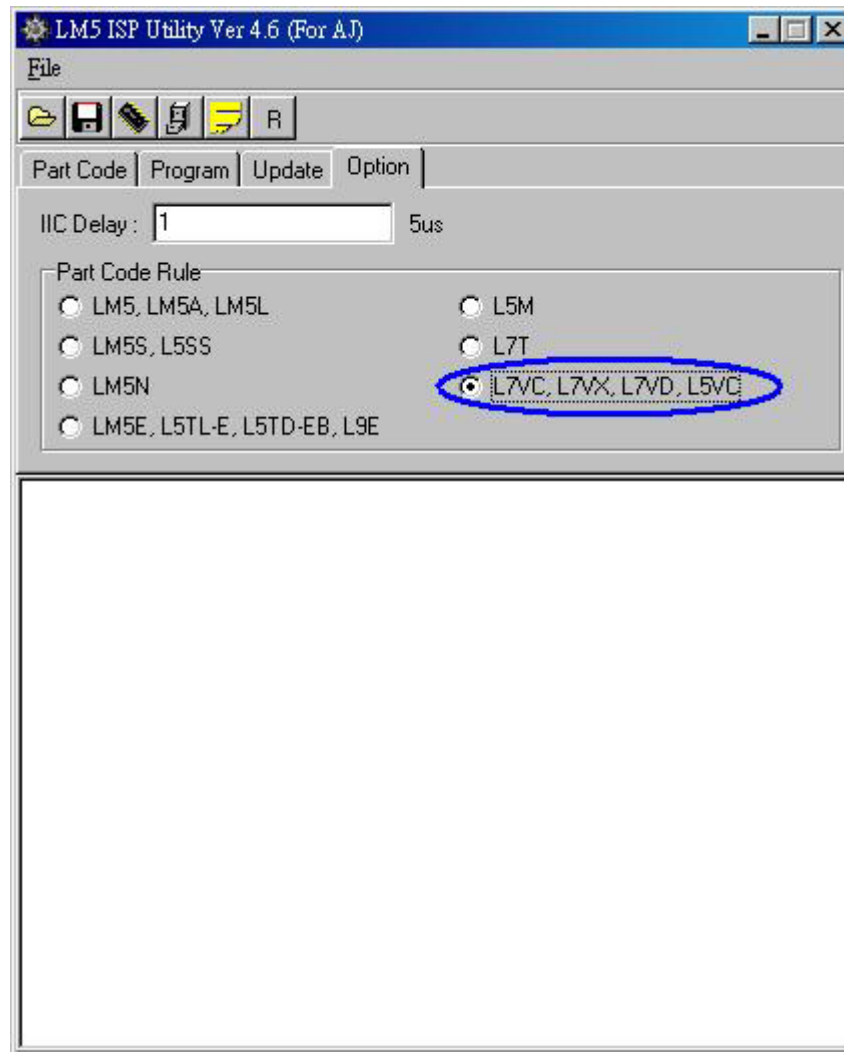 LM5 ISP Utility Ver 4.6 (For AJ)
File
R
Part Code Program Update Option
IIC Delay : 1 5us
Part Code Rule
LM5, LM5A, LM5L L5M
LM5S, L5SS L7T
LM5N L7VC, L7VX, L7VD, L5VC
LM5E, L5TL-E, L5TD-EB, L9E